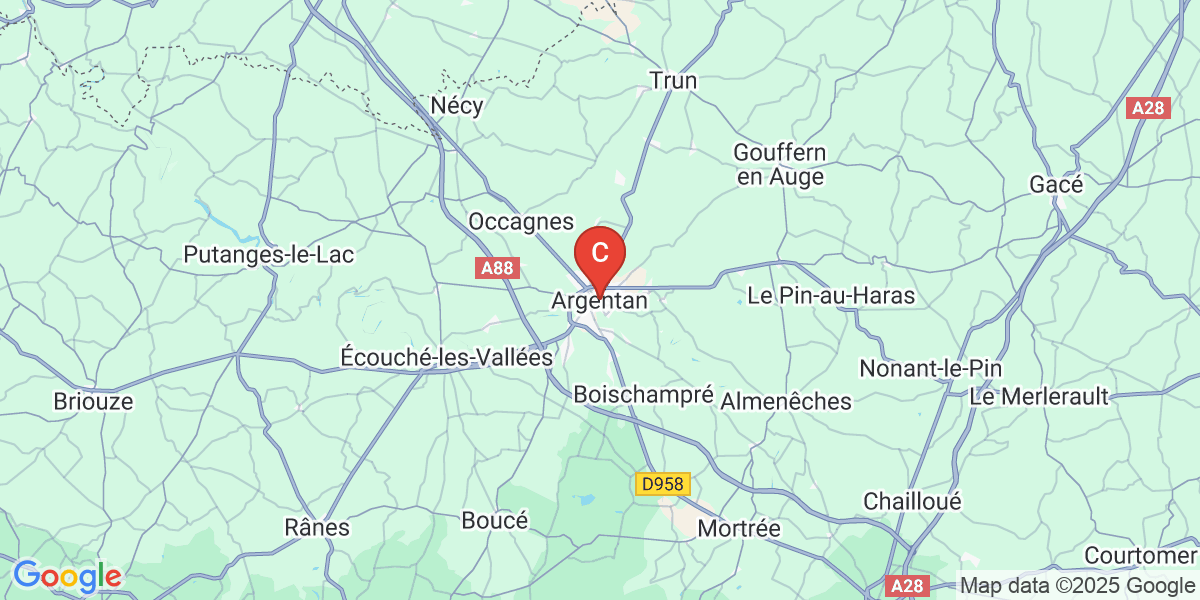 Trun
Nécy
A28
Gouffern
en Auge
Gacé
Occagnes
Putanges-le-Lac
C
A88
Argentan
Le Pin-au-Haras
Écouché-les-Vallées
Nonant-le-Pin
Briouze
Boischampré
Almenêches
Le Merlerault
D958
Chailloué
Rânes
Boucé
Mortrée
Courtomer
Google
A28
Map data ©2025 Google